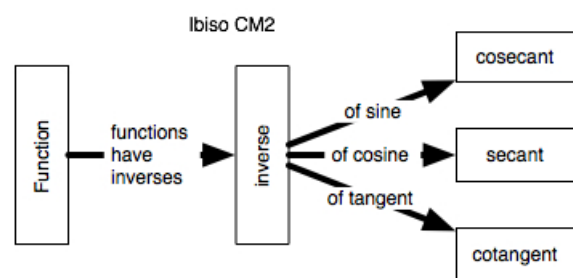 Ibiso CM2
Function
functions
have
inverses
inverse
of sine
of cosine
of tangent
cosecant
secant
cotangent